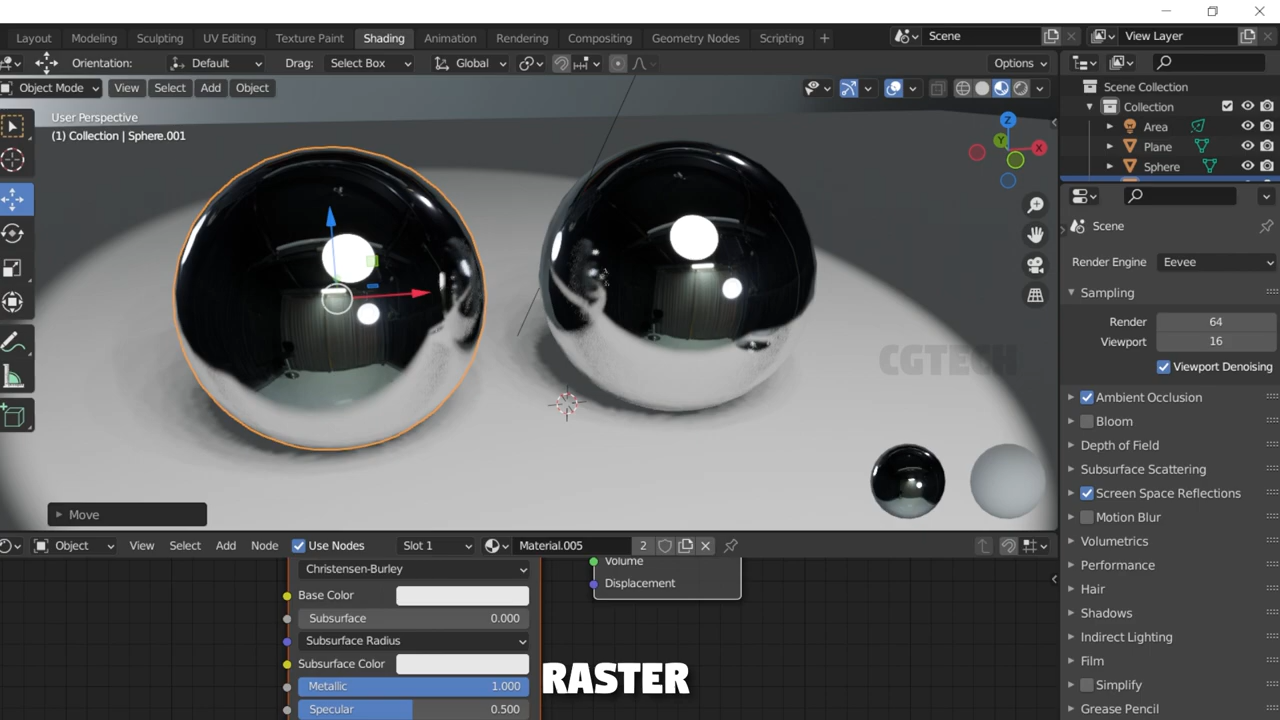 Layout Modeling Sculpting UV Editing Texture Paint Shading Animation Rendering Compositing Geometry Nodes Scripting + Scene View Layer
Orientation: Default Drag: Select Box Global Options
Object Mode View Select Add Object
User Perspective
(1) Collection | Sphere.001
Z
Y
X
Scene Collection
Collection
Area
Plane
Sphere
Scene
Render Engine Eevee
Sampling
Render 64
Viewport 16
Viewport Denoising
Ambient Occlusion
Bloom
Depth of Field
Subsurface Scattering
Screen Space Reflections
Motion Blur
Volumetrics
Performance
Hair
Shadows
Indirect Lighting
Film
Simplify
Grease Pencil
CGTECH
Move
Object View Select Add Node Use Nodes Slot 1 Material.005 2
Christensen-Burley
Base Color
Subsurface 0.000
Subsurface Radius
Subsurface Color
Metallic 1.000
Specular 0.500
Volume
Displacement
RASTER